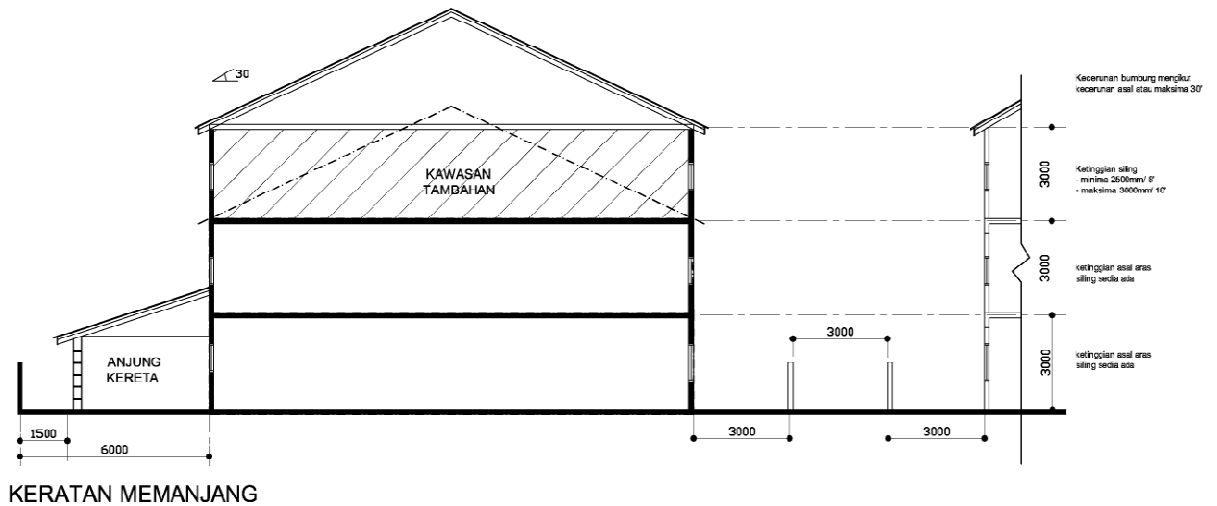 30
Kecerunan bumbung mengikut
kecerunan asal atau maksima 30'
KAWASAN
TAMBAHAN
3000
Ketinggian siling
- minima 2500mm/ 8'
- maksima 3000mm/ 10'
3000
ketinggian asal aras
siling sedia ada
3000
ANJUNG
KERETA
3000
ketinggian asal aras
siling sedia ada
1500
6000
3000
3000
KERATAN MEMANJANG